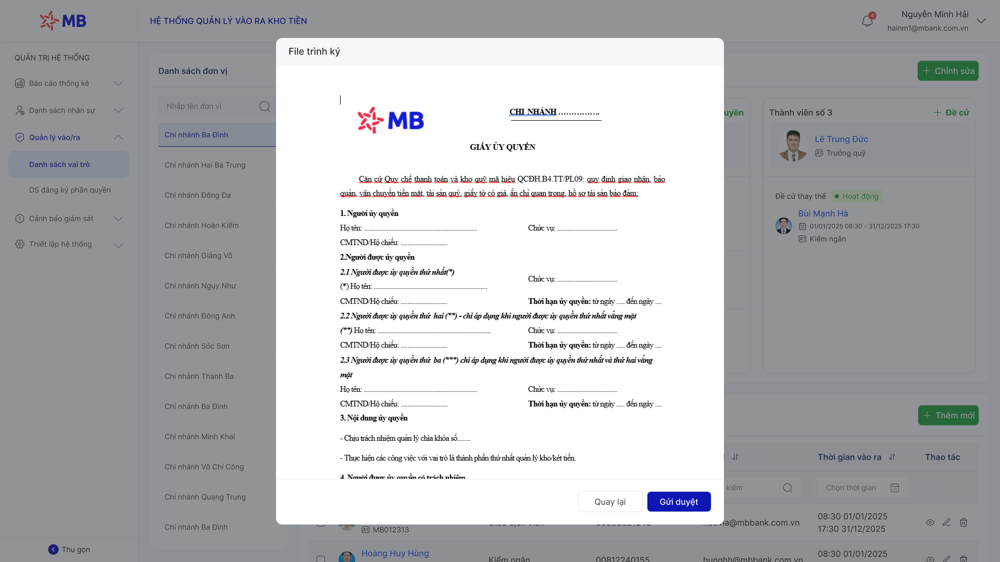 MB
HỆ THỐNG QUẢN LÝ VÀO RA KHO TIỀN
4
Nguyễn Minh Hải
hainm1@mbank.com.vn
QUẢN TRỊ HỆ THỐNG
Báo cáo thống kê
Danh sách nhân sự
Quản lý vào/ra
Danh sách vai trò
DS đăng ký phân quyền
Cảnh báo giám sát
Thiết lập hệ thống
Thu gọn
Danh sách đơn vị
Nhập tên đơn vị
Chi nhánh Ba Đình
Chi nhánh Hai Bà Trưng
Chi nhánh Đống Đa
Chi nhánh Hoàn Kiếm
Chi nhánh Giảng Võ
Chi nhánh Ngụy Như
Chi nhánh Đông Anh
Chi nhánh Sóc Sơn
Chi nhánh Thanh Ba
Chi nhánh Ba Đình
Chi nhánh Minh Khai
Chi nhánh Võ Chí Công
Chi nhánh Quang Trung
Chi nhánh Ba Đình
File trình ký
MB
CHI NHÁNH ................
GIẤY ỦY QUYỀN
Căn cứ Quy chế thanh toán và kho quỹ mã hiệu QCĐH.B4.TT/PL09: quy định giao nhận, bảo
quản, vận chuyển tiền mặt, tài sản quý, giấy tờ có giá, ấn chỉ quan trọng, hồ sơ tài sản bảo đảm;
1. Người ủy quyền
Họ tên: .................................................................... Chức vụ: ....................................
CMTND/Hộ chiếu: ............................
2.Người được ủy quyền
2.1 Người được ủy quyền thứ nhất(*)
Chức vụ: ....................................
(*) Họ tên: ....................................................................
CMTND/Hộ chiếu: ............................ Thời hạn ủy quyền: từ ngày ..... đến ngày ....
2.2 Người được ủy quyền thứ hai (**) - chỉ áp dụng khi người được ủy quyền thứ nhất vắng mặt
(**) Họ tên: .................................................................... Chức vụ: ....................................
CMTND/Hộ chiếu: ............................ Thời hạn ủy quyền: từ ngày ..... đến ngày ....
2.3 Người được ủy quyền thứ ba (***) chỉ áp dụng khi người được ủy quyền thứ nhất và thứ hai vắng
mặt
Họ tên: .................................................................... Chức vụ: ....................................
CMTND/Hộ chiếu: ............................ Thời hạn ủy quyền: từ ngày ..... đến ngày ....
3. Nội dung ủy quyền
- Chịu trách nhiệm quản lý chìa khóa số........
- Thực hiện các công việc với vai trò là thành phần thứ nhất quản lý kho/két tiền.
4. Người được ủy quyền có trách nhiệm
Quay lại
Gửi duyệt
Chỉnh sửa
uyền
Thành viên số 3
Đề cử
Lê Trung Đức
Trưởng quỹ
Đề cử thay thế
Hoạt động
Bùi Mạnh Hà
01/01/2025 08:30 - 31/12/2025 17:30
Kiểm ngân
Thêm mới
Thời gian vào ra
Thao tác
kiếm
Chọn thời gian
MB012313
@mbbank.com.vn
08:30 01/01/2025
17:30 31/12/2025
Hoàng Huy Hùng
Kiểm ngân
00812240155
hunghh@mbbank.com.vn
08:30 01/01/2025